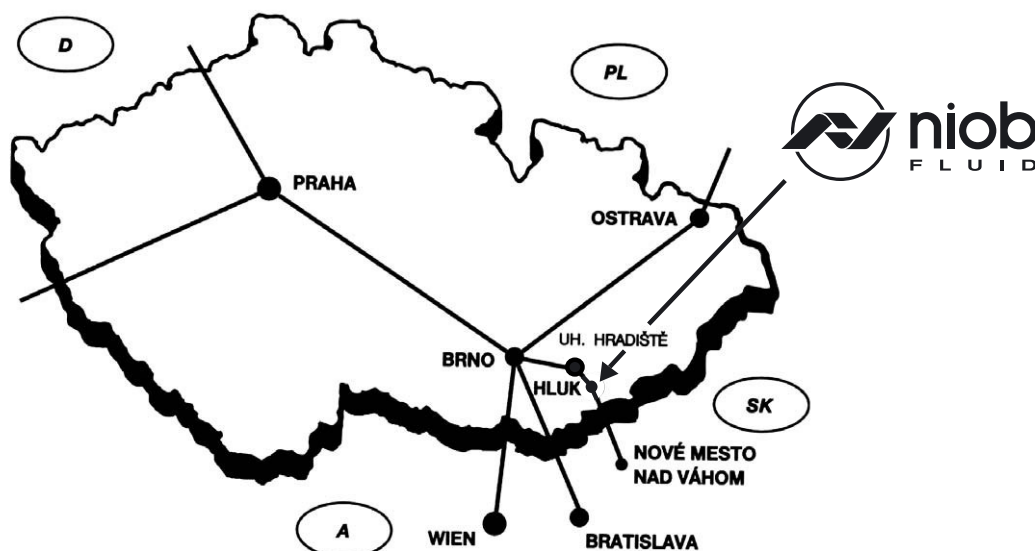 D
PL
niob
FLUID
PRAHA
OSTRAVA
UH. HRADIŠTĚ
BRNO
HLUK
SK
NOVÉ MESTO
NAD VÁHOM
A
WIEN
BRATISLAVA